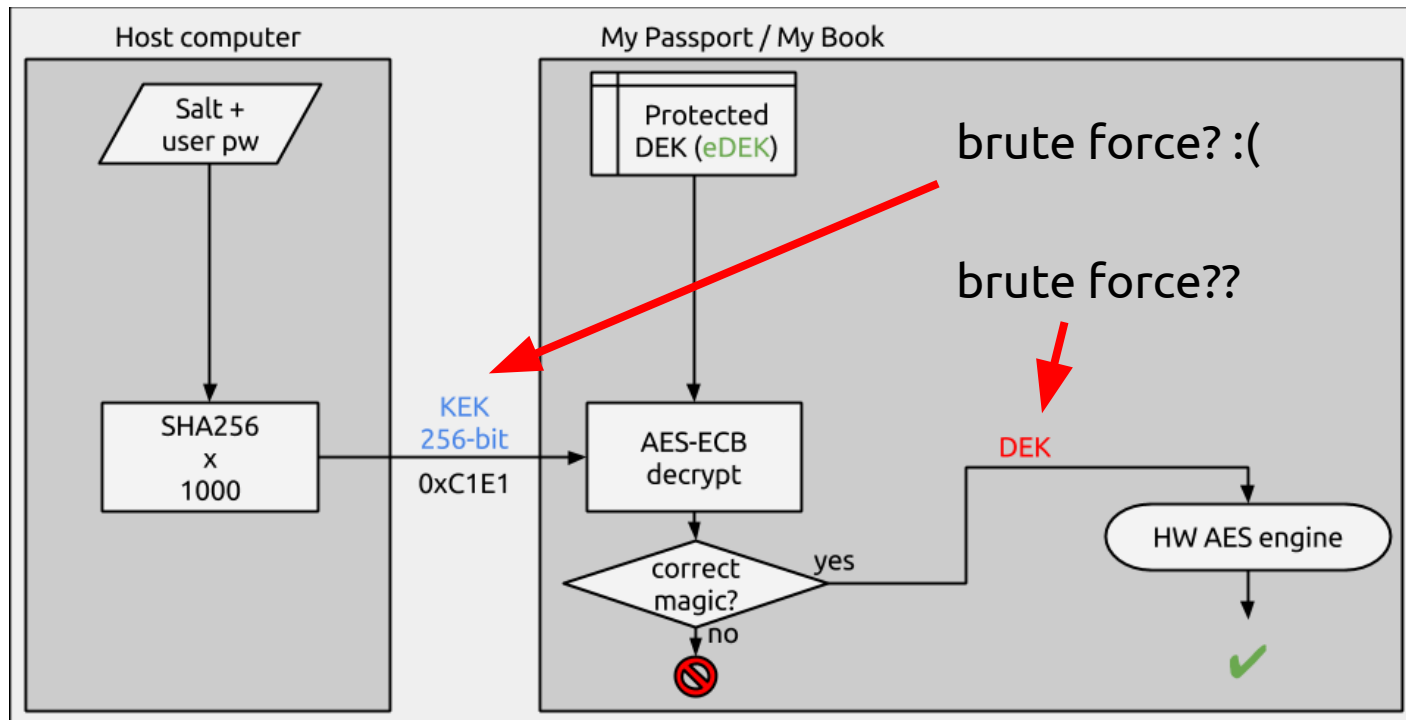 Host computer
My Passport / My Book
Salt +
user pw
Protected
DEK (eDEK)
brute force? :(
brute force??
SHA256
x
1000
KEK
256-bit
0xC1E1
AES-ECB
decrypt
DEK
HW AES engine
correct
magic?
yes
no